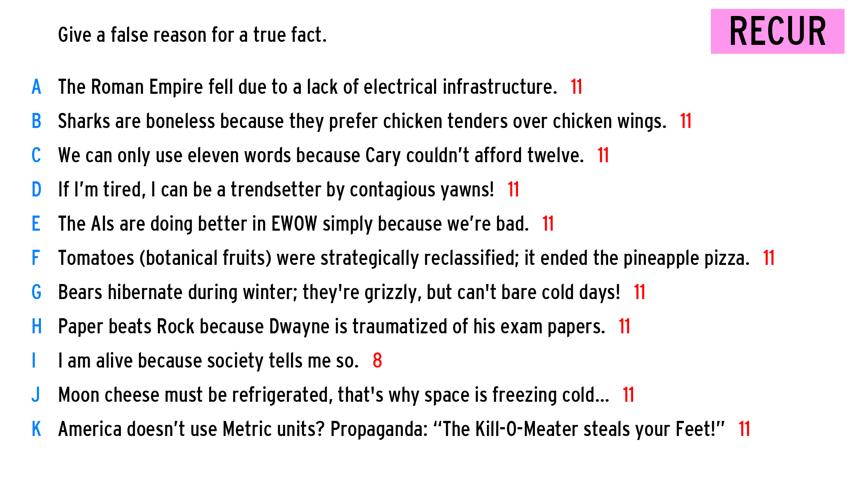 Give a false reason for a true fact.
RECUR
A The Roman Empire fell due to a lack of electrical infrastructure. 11
B Sharks are boneless because they prefer chicken tenders over chicken wings. 11
C We can only use eleven words because Cary couldn’t afford twelve. 11
D If I’m tired, I can be a trendsetter by contagious yawns! 11
E The AIs are doing better in EWOW simply because we’re bad. 11
F Tomatoes (botanical fruits) were strategically reclassified; it ended the pineapple pizza. 11
G Bears hibernate during winter; they're grizzly, but can't bare cold days! 11
H Paper beats Rock because Dwayne is traumatized of his exam papers. 11
I I am alive because society tells me so. 8
J Moon cheese must be refrigerated, that's why space is freezing cold... 11
K America doesn’t use Metric units? Propaganda: “The Kill-O-Meater steals your Feet!” 11